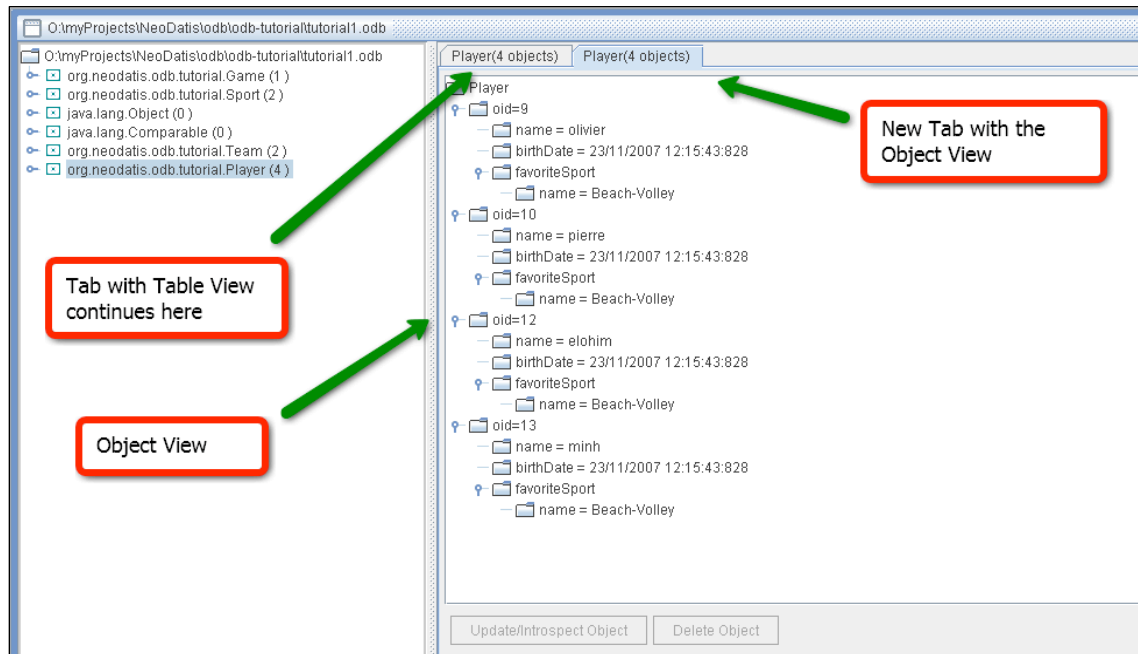 O:\myProjects\NeoDatis\odb\odb-tutorial\tutorial1.odb
O:\myProjects\NeoDatis\odb\odb-tutorial\tutorial1.odb
org.neodatis.odb.tutorial.Game (1 )
org.neodatis.odb.tutorial.Sport (2 )
java.lang.Object (0 )
java.lang.Comparable (0 )
org.neodatis.odb.tutorial.Team (2 )
org.neodatis.odb.tutorial.Player (4 )
Tab with Table View
continues here
Object View
Player(4 objects)
Player(4 objects)
Player
oid=9
name = olivier
birthDate = 23/11/2007 12:15:43:828
favoriteSport
name = Beach-Volley
oid=10
name = pierre
birthDate = 23/11/2007 12:15:43:828
favoriteSport
name = Beach-Volley
oid=12
name = elohim
birthDate = 23/11/2007 12:15:43:828
favoriteSport
name = Beach-Volley
oid=13
name = minh
birthDate = 23/11/2007 12:15:43:828
favoriteSport
name = Beach-Volley
New Tab with the
Object View
Update/Introspect Object
Delete Object